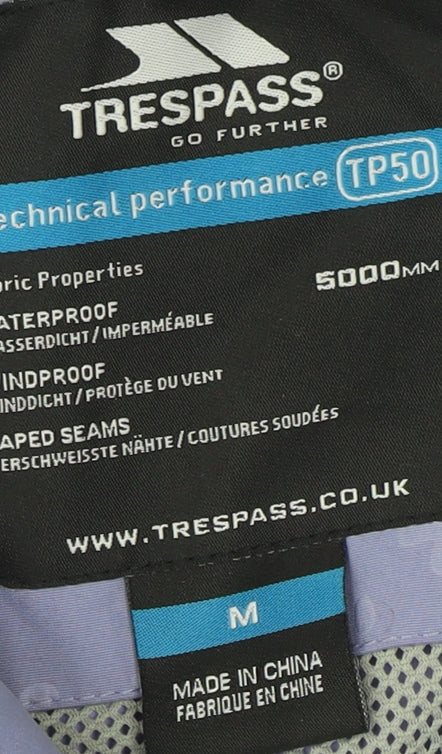 TRESPASS®
GO FURTHER
echnical performance TP50
bric Properties
5000MM
ATERPROOF
ASSERDICHT / IMPERMÉABLE
INDPROOF
INDDICHT / PROTÈGE DU VENT
APED SEAMS
ERSCHWEISSTE NÄHTE / COUTURES SOUDÉES
WWW.TRESPASS.CO.UK
M
MADE IN CHINA
FABRIQUE EN CHINE